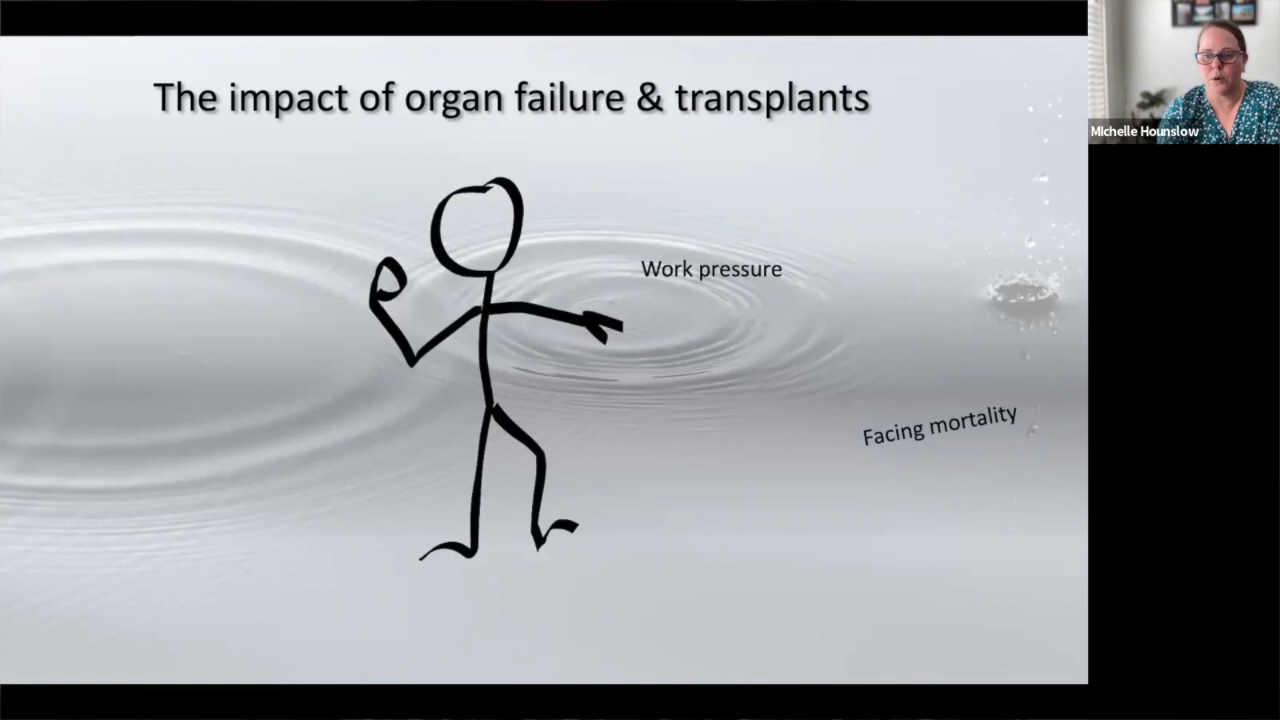 The impact of organ failure & transplants
MIchelle Hounslow
Work pressure
Facing mortality